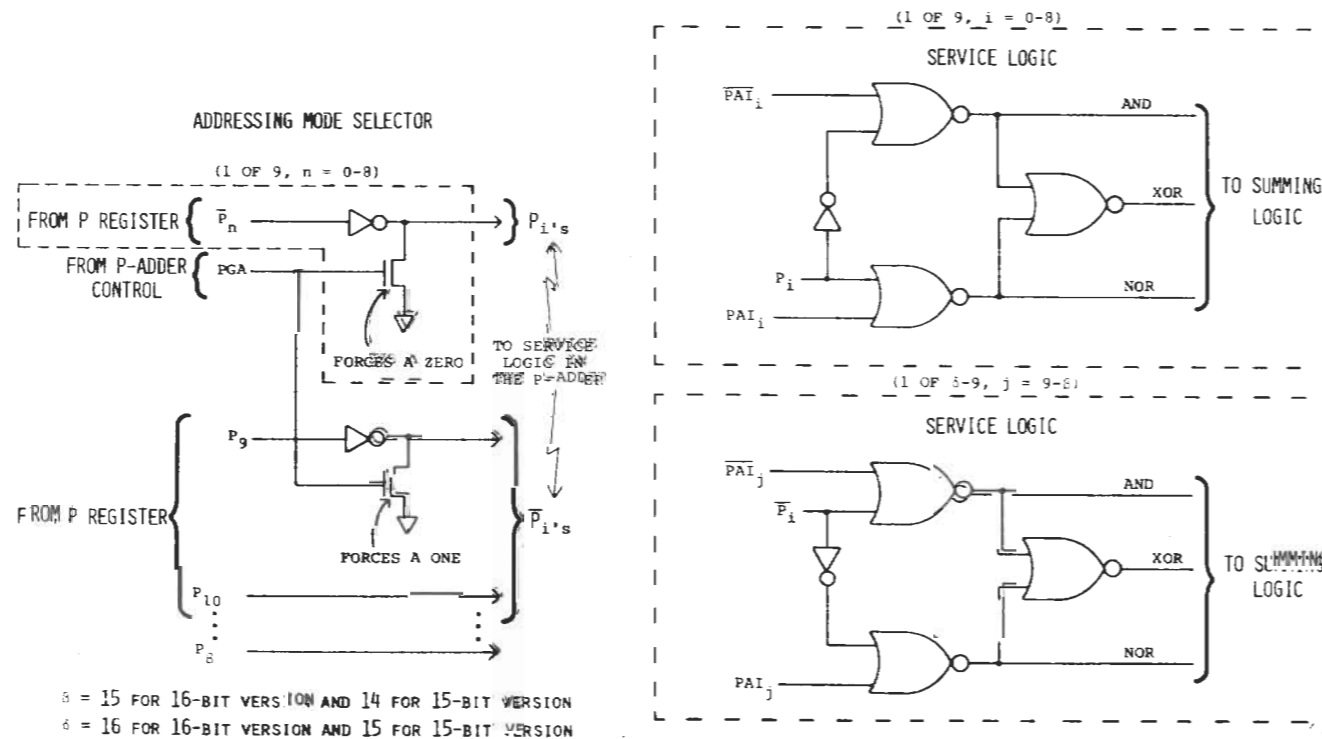 ADDRESSING MODE SELECTOR
(1 OF 9, n = 0-8)
FROM P REGISTER { P̅n
Pi's
FROM P-ADDER CONTROL { PGA
FORCES A ZERO
TO SERVICE
LOGIC IN
THE P-ADDER
P9
FROM P REGISTER
P̅i's
FORCES A ONE
P10
= 15 FOR 16-BIT VERSION AND 14 FOR 15-BIT VERSION
= 16 FOR 16-BIT VERSION AND 15 FOR 15-BIT VERSION
(1 OF 9, i = 0-8)
SERVICE LOGIC
P̅A̅I̅i
AND
XOR
TO SUMMING
LOGIC
Pi
PAIi
NOR
SERVICE LOGIC
P̅A̅I̅j
AND
P̅i
XOR
TO SUMMING
LOGIC
PAIj
NOR